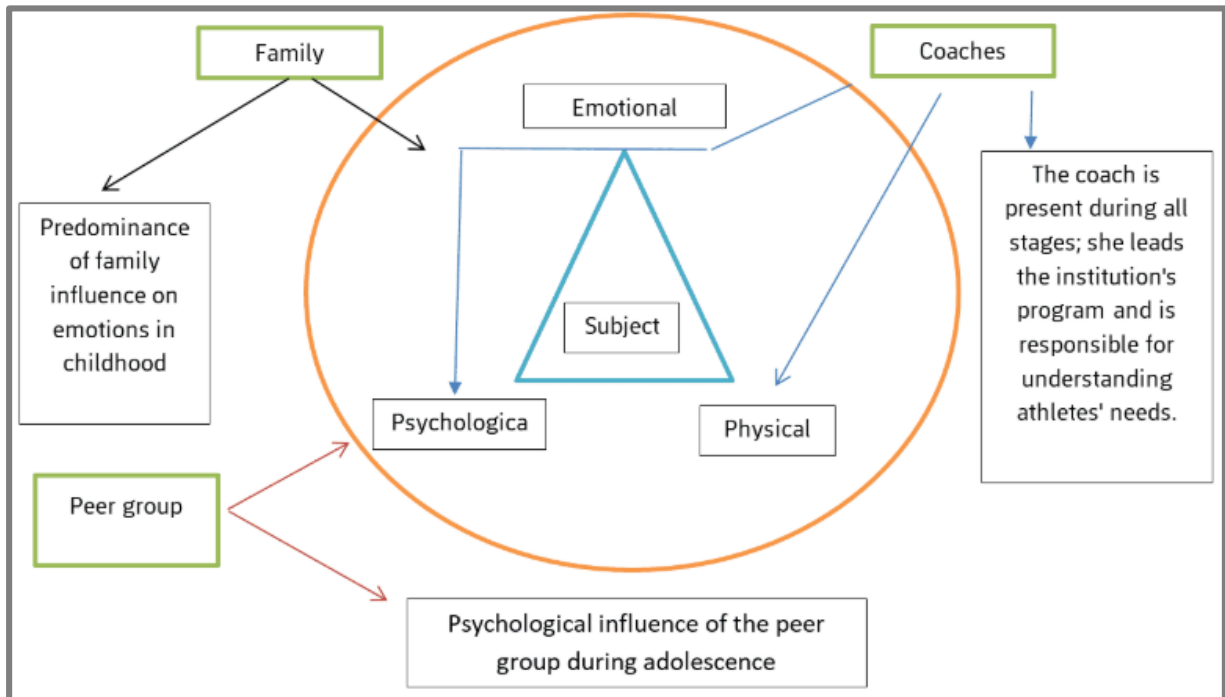 Family
Coaches
Emotional
Predominance
of family
influence on
emotions in
childhood
The coach is
present during all
stages; she leads
the institution's
program and is
responsible for
understanding
athletes' needs.
Subject
Psychologica
Physical
Peer group
Psychological influence of the peer
group during adolescence